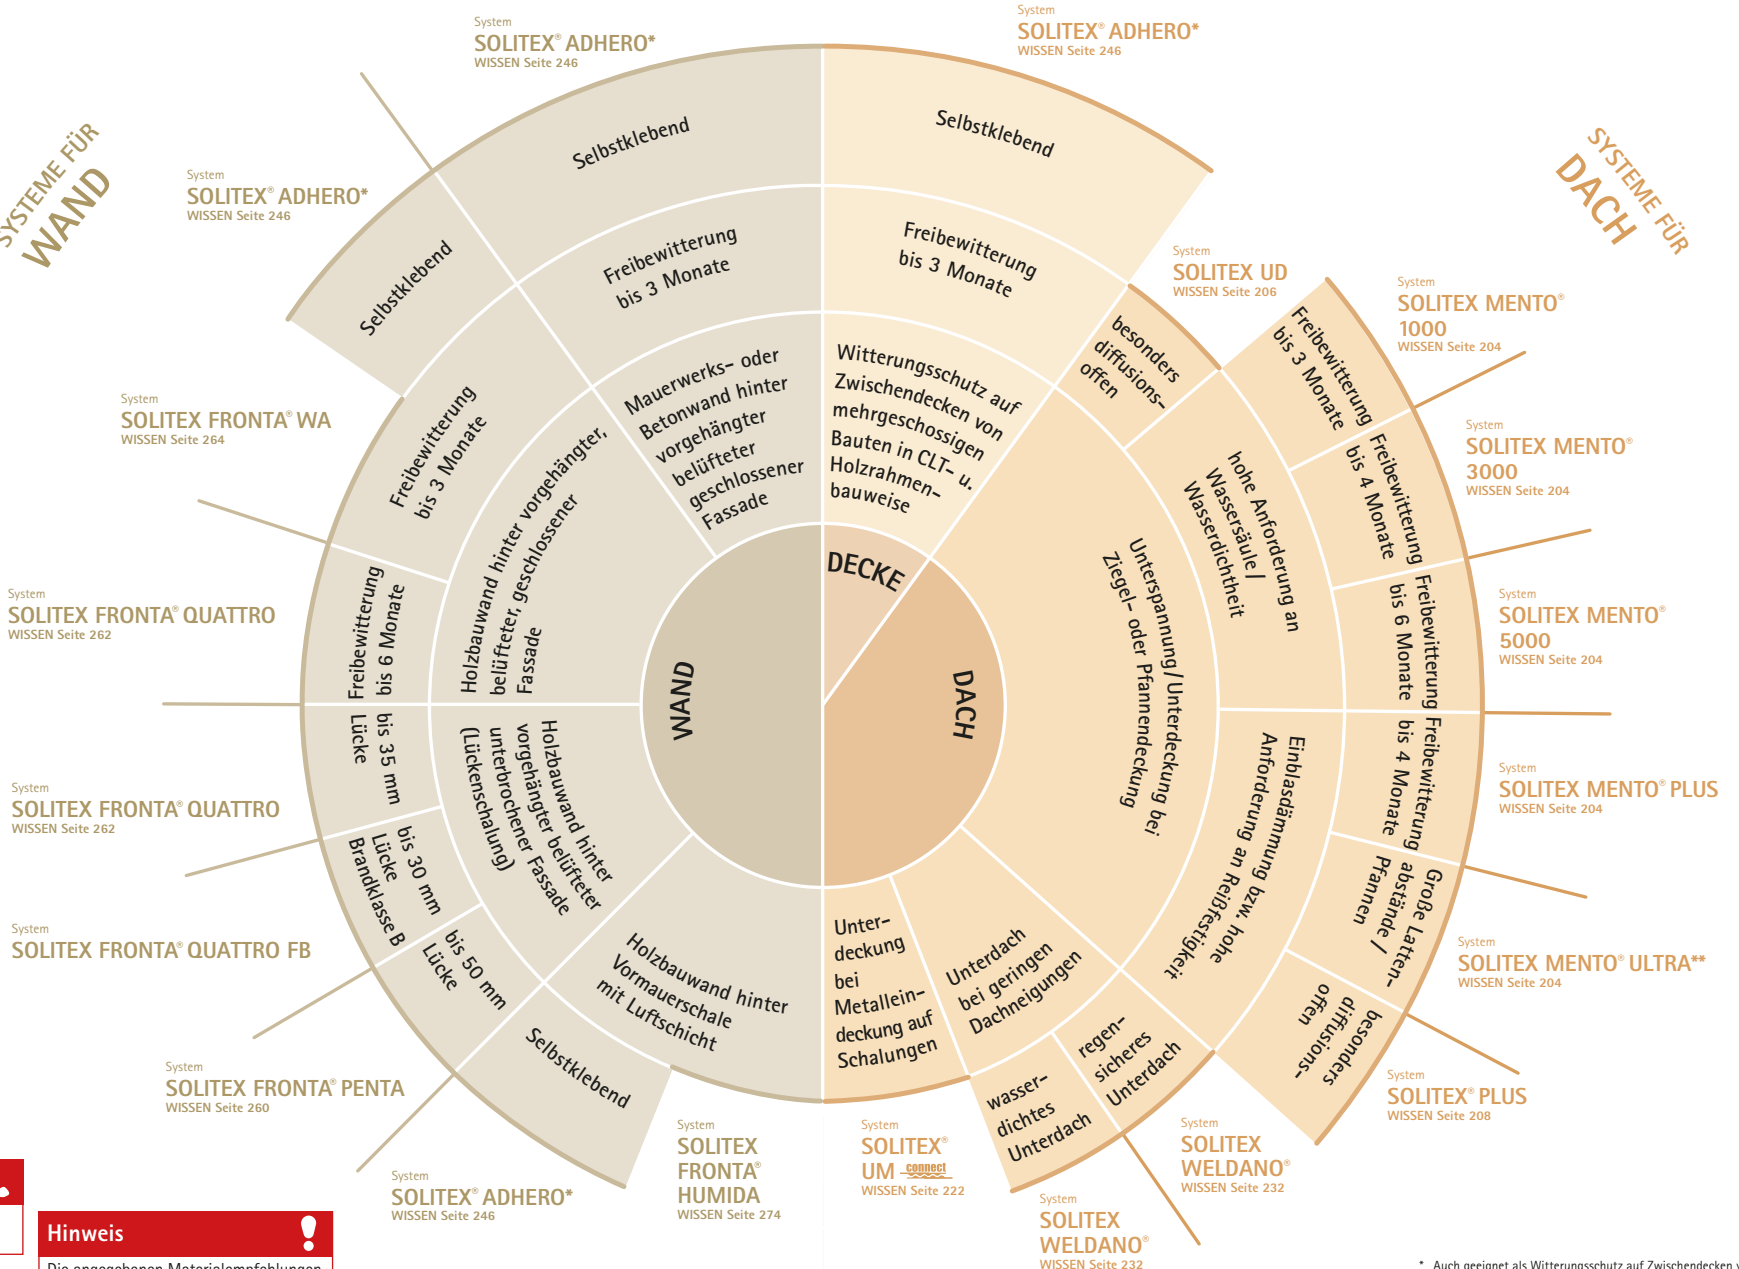 SYSTEME FÜR
WAND
System
SOLITEX® ADHERO*
WISSEN Seite 246
System
SOLITEX® ADHERO*
WISSEN Seite 246
System
SOLITEX FRONTA® WA
WISSEN Seite 264
System
SOLITEX FRONTA® QUATTRO
WISSEN Seite 262
System
SOLITEX FRONTA® QUATTRO
WISSEN Seite 262
System
SOLITEX FRONTA® QUATTRO FB
System
SOLITEX FRONTA® PENTA
WISSEN Seite 260
System
SOLITEX® ADHERO*
WISSEN Seite 246
System
SOLITEX
FRONTA®
HUMIDA
WISSEN Seite 274
Selbstklebend
Freibewitterung
bis 3 Monate
Mauerwerks- oder
Betonwand hinter
vorgehängter
belüfteter
geschlossener
Fassade
Selbstklebend
Freibewitterung
bis 3 Monate
Freibewitterung
bis 6 Monate
Holzbauwand hinter vorgehängter,
belüfteter, geschlossener
Fassade
bis 35 mm
Lücke
bis 30 mm
Lücke
Brandklasse B
bis 50 mm
Lücke
Holzbauwand hinter
vorgehängter belüfteter
unterbrochener Fassade
(Lückenschalung)
Selbstklebend
Holzbauwand hinter
Vormauerschale
mit Luftschicht
WAND
DECKE
DACH
SYSTEME FÜR
DACH
System
SOLITEX® ADHERO*
WISSEN Seite 246
Selbstklebend
Freibewitterung
bis 3 Monate
Witterungsschutz auf
Zwischendecken von
mehrgeschossigen
Bauten in CLT- u.
Holzrahmen-
bauweise
System
SOLITEX UD
WISSEN Seite 206
besonders
diffusions-
offen
System
SOLITEX MENTO®
1000
WISSEN Seite 204
Freibewitterung
bis 3 Monate
System
SOLITEX MENTO®
3000
WISSEN Seite 204
Freibewitterung
bis 4 Monate
System
SOLITEX MENTO®
5000
WISSEN Seite 204
Freibewitterung
bis 6 Monate
hohe Anforderung an
Wassersäule/
Wasserdichtheit
Unterspannung/Unterdeckung bei
Ziegel- oder Pfannendeckung
System
SOLITEX MENTO® PLUS
WISSEN Seite 204
Freibewitterung
bis 4 Monate
System
SOLITEX MENTO® ULTRA**
WISSEN Seite 204
Große Latten-
abstände /
Pfannen
System
SOLITEX® PLUS
WISSEN Seite 208
besonders
diffusions-
offen
Einblasdämmung bzw. hohe
Anforderung an Reißfestigkeit
System
SOLITEX
WELDANO®
WISSEN Seite 232
regen-
sicheres
Unterdach
System
SOLITEX
WELDANO®
WISSEN Seite 232
wasser-
dichtes
Unterdach
Unterdach
bei geringen
Dachneigungen
System
SOLITEX®
UM connect
WISSEN Seite 222
Unter-
deckung
bei
Metallein-
deckung auf
Schalungen
Hinweis
Die angegebenen Materialempfehlungen
* Auch geeignet als Witterungsschutz auf Zwischendecken